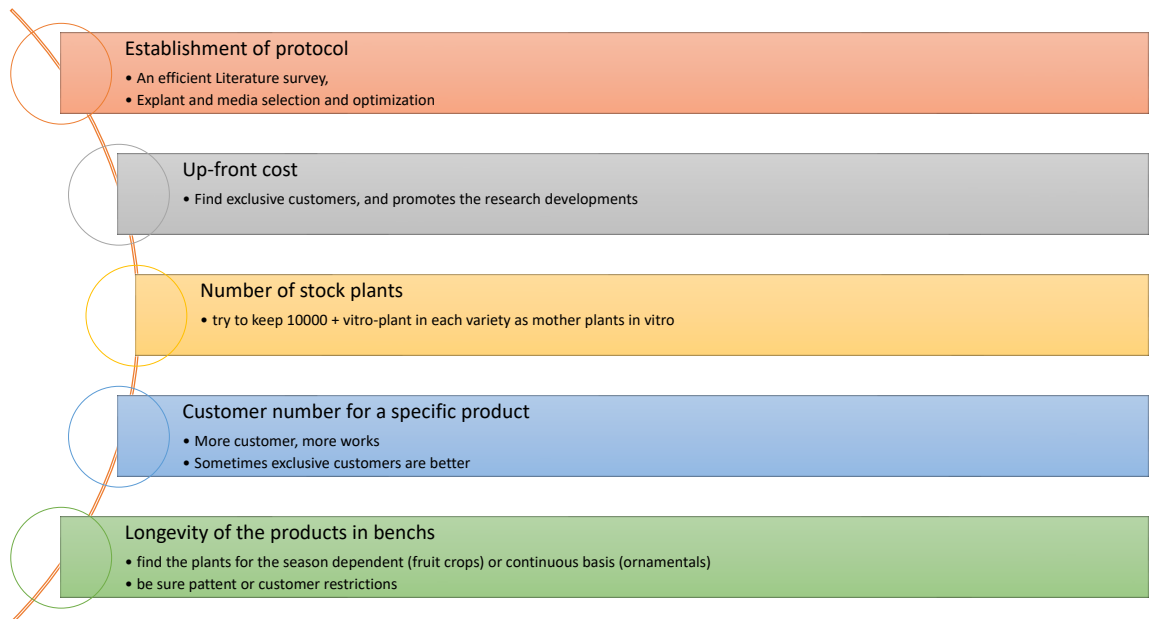 Establishment of protocol
• An efficient Literature survey,
• Explant and media selection and optimization
Up-front cost
• Find exclusive customers, and promotes the research developments
Number of stock plants
• try to keep 10000 + vitro-plant in each variety as mother plants in vitro
Customer number for a specific product
• More customer, more works
• Sometimes exclusive customers are better
Longevity of the products in benchs
• find the plants for the season dependent (fruit crops) or continuous basis (ornamentals)
• be sure pattent or customer restrictions